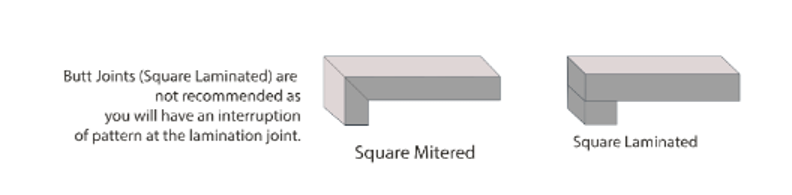 Butt Joints (Square Laminated) are
not recommended as
you will have an interruption
of pattern at the lamination joint.
Square Mitered
Square Laminated